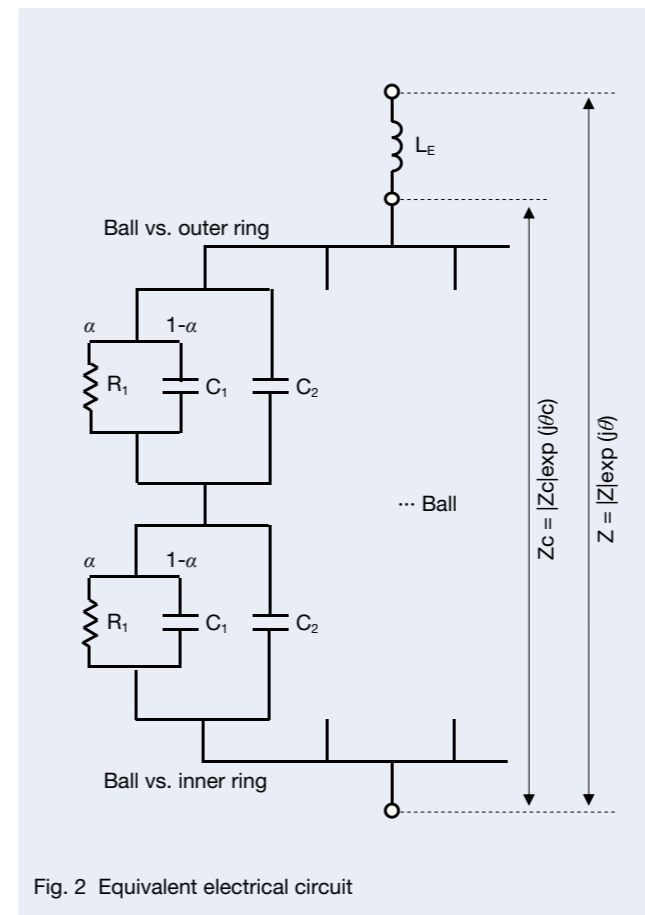 L_E
Ball vs. outer ring
α 1-α
R₁ C₁ C₂
··· Ball
Zc = |Zc|exp (jθc)
Z = |Z|exp (jθ)
α 1-α
R₁ C₁ C₂
Ball vs. inner ring
Fig. 2 Equivalent electrical circuit